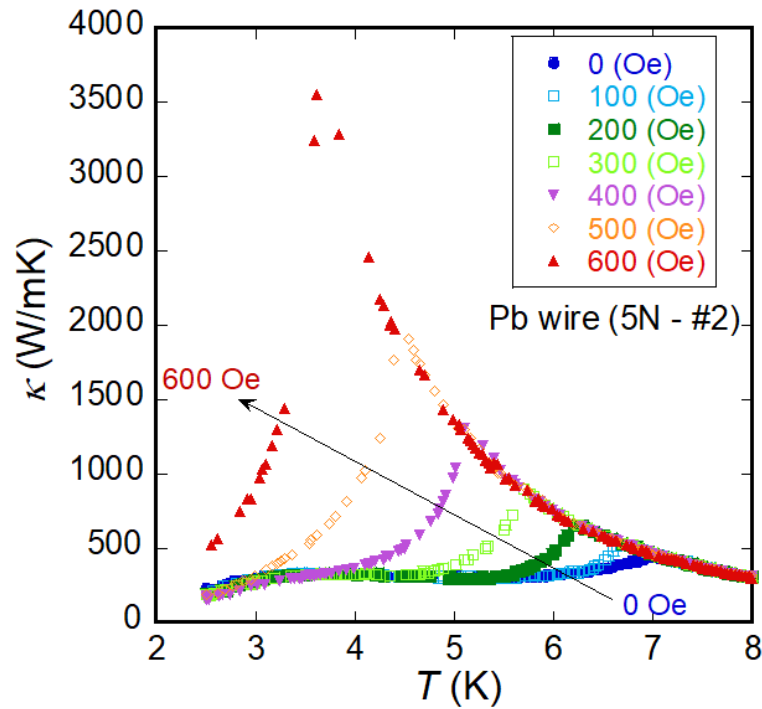 4000
3500
3000
2500
2000
1500
1000
500
0
κ (W/mK)
0 (Oe)
100 (Oe)
200 (Oe)
300 (Oe)
400 (Oe)
500 (Oe)
600 (Oe)
Pb wire (5N - #2)
600 Oe
0 Oe
2 3 4 5 6 7 8
T (K)